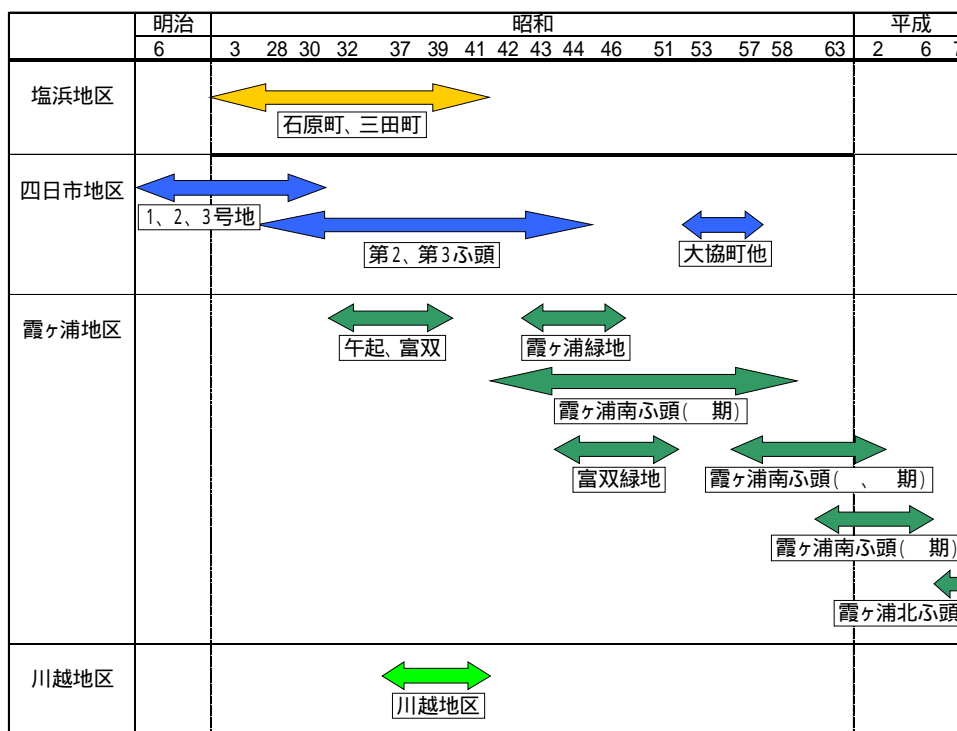 明治 昭和 平成
6 3 28 30 32 37 39 41 42 43 44 46 51 53 57 58 63 2 6 7
塩浜地区
石原町、三田町
四日市地区
1、2、3号地
第2、第3ふ頭
大協町他
霞ヶ浦地区
午起、富双
霞ヶ浦緑地
霞ヶ浦南ふ頭( 期)
富双緑地
霞ヶ浦南ふ頭( 、 期)
霞ヶ浦南ふ頭( 期)
霞ヶ浦北ふ頭
川越地区
川越地区